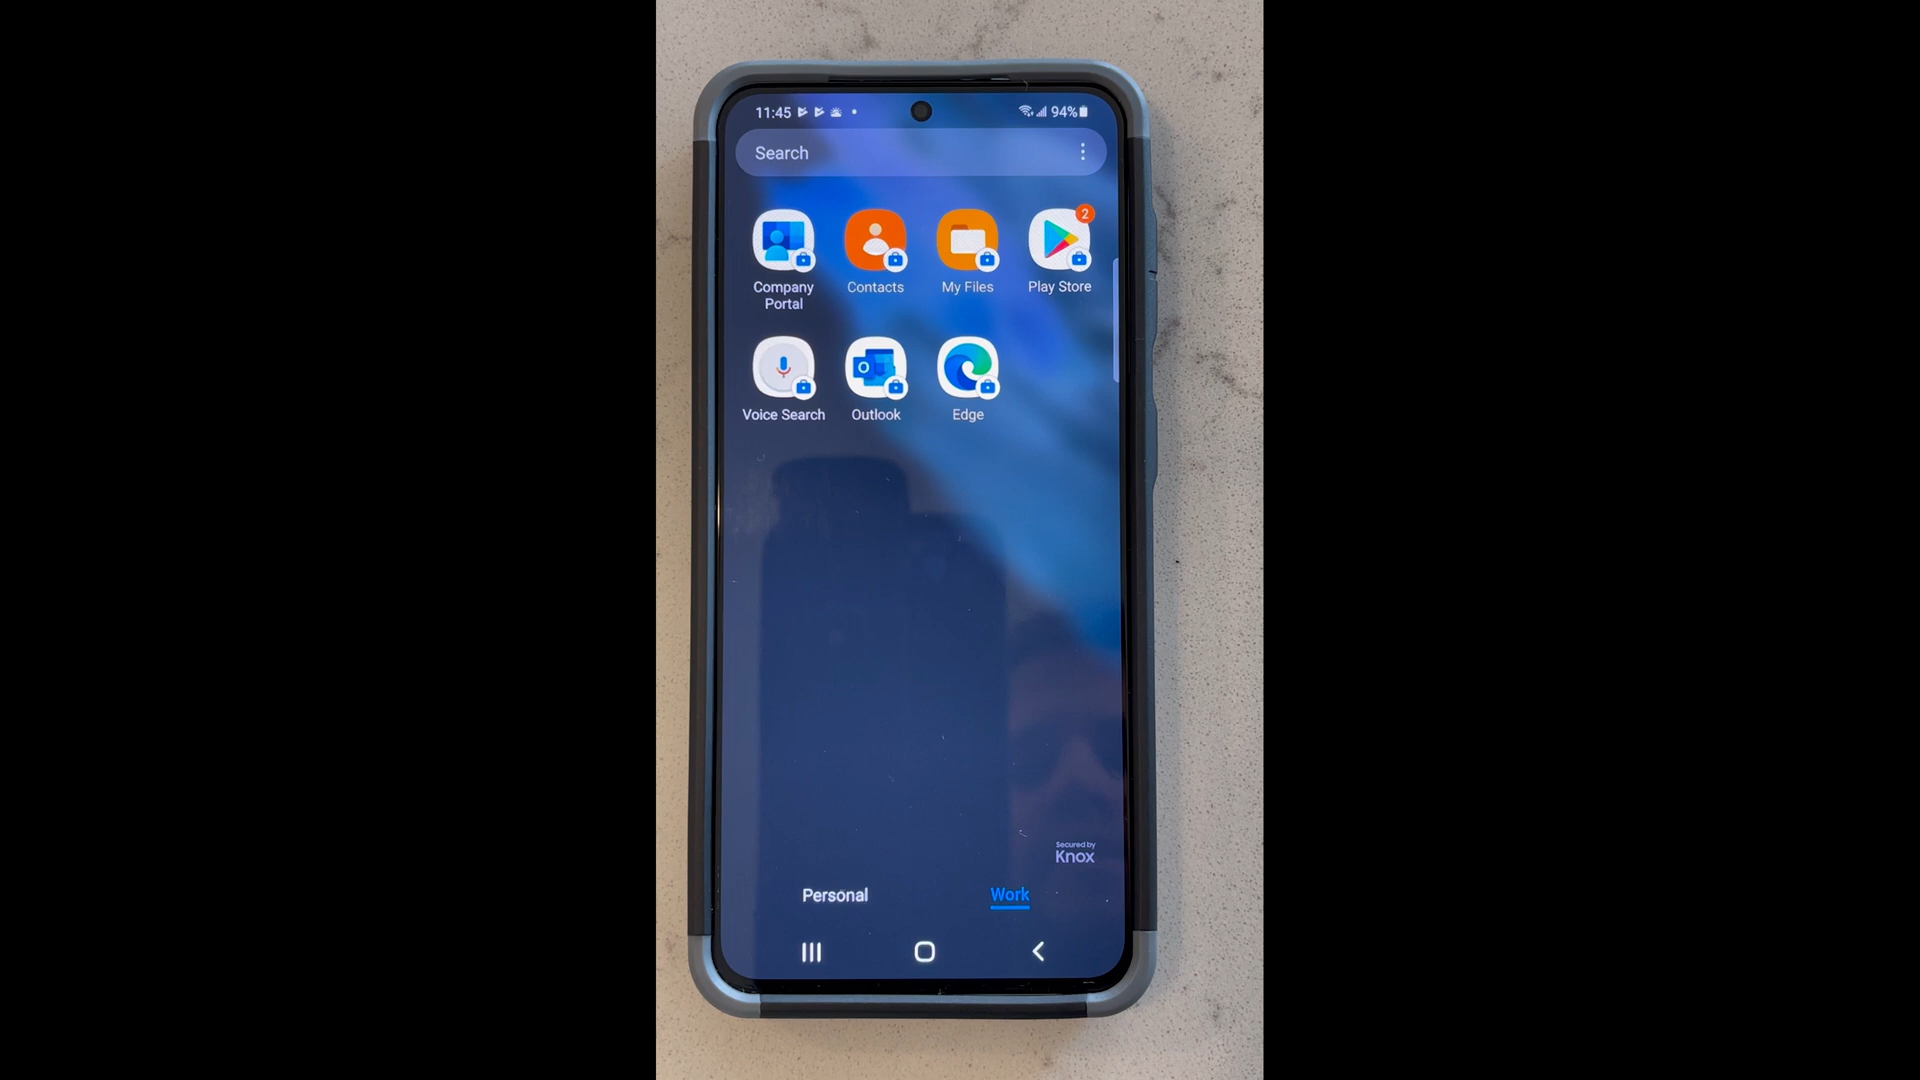 11:45
94%
Search
2
Company
Portal
Contacts
My Files
Play Store
Voice Search
Outlook
Edge
Secured by
Knox
Personal
Work